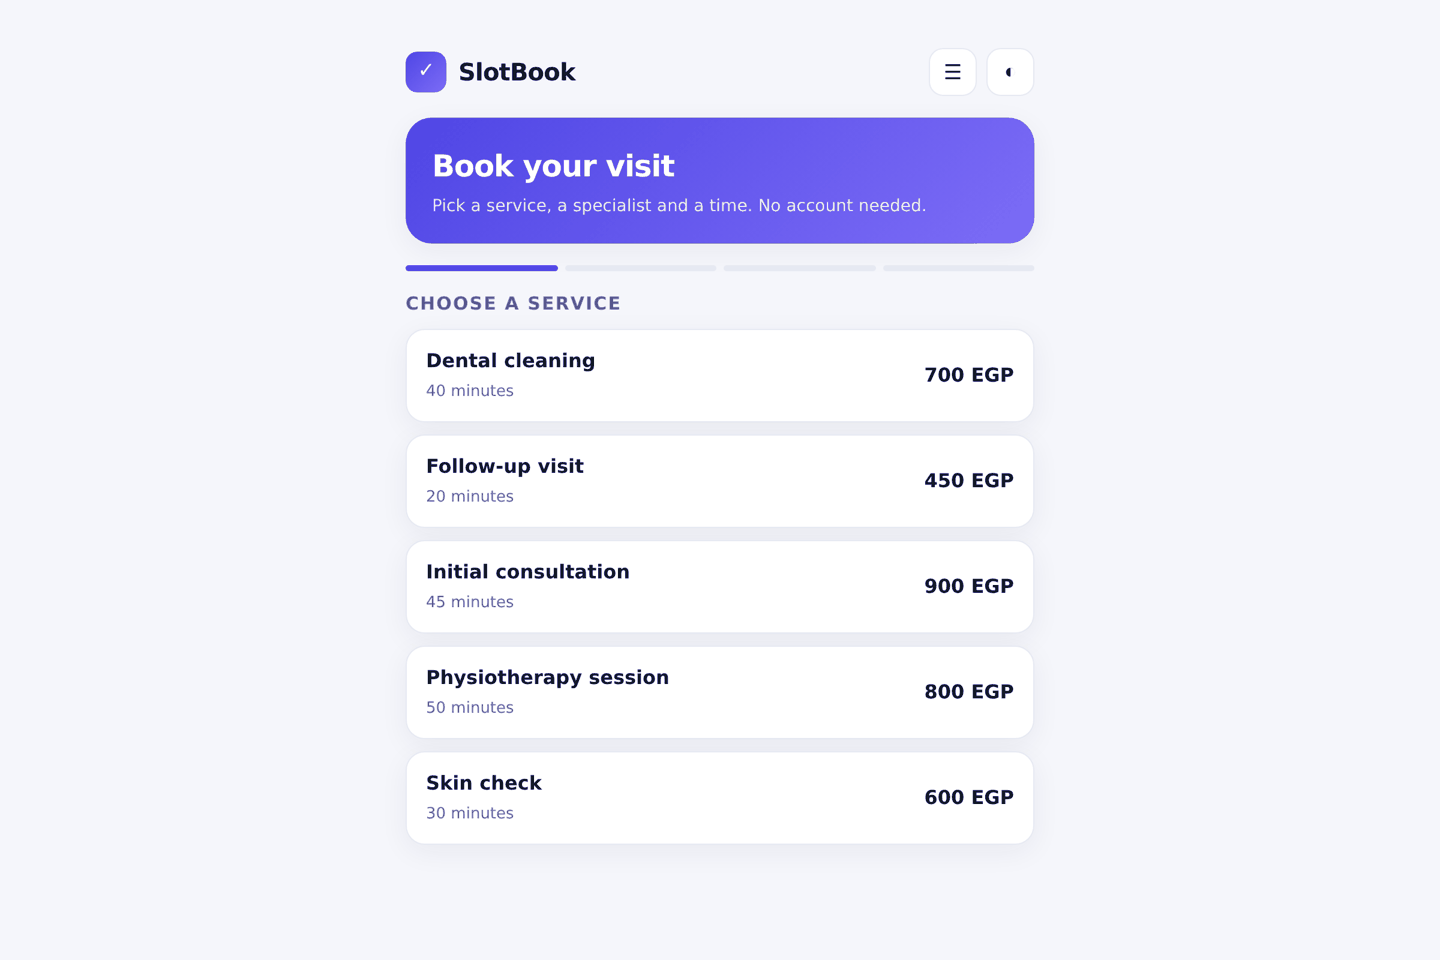 SlotBook
Book your visit
Pick a service, a specialist and a time. No account needed.
CHOOSE A SERVICE
Dental cleaning
40 minutes
700 EGP
Follow-up visit
20 minutes
450 EGP
Initial consultation
45 minutes
900 EGP
Physiotherapy session
50 minutes
800 EGP
Skin check
30 minutes
600 EGP